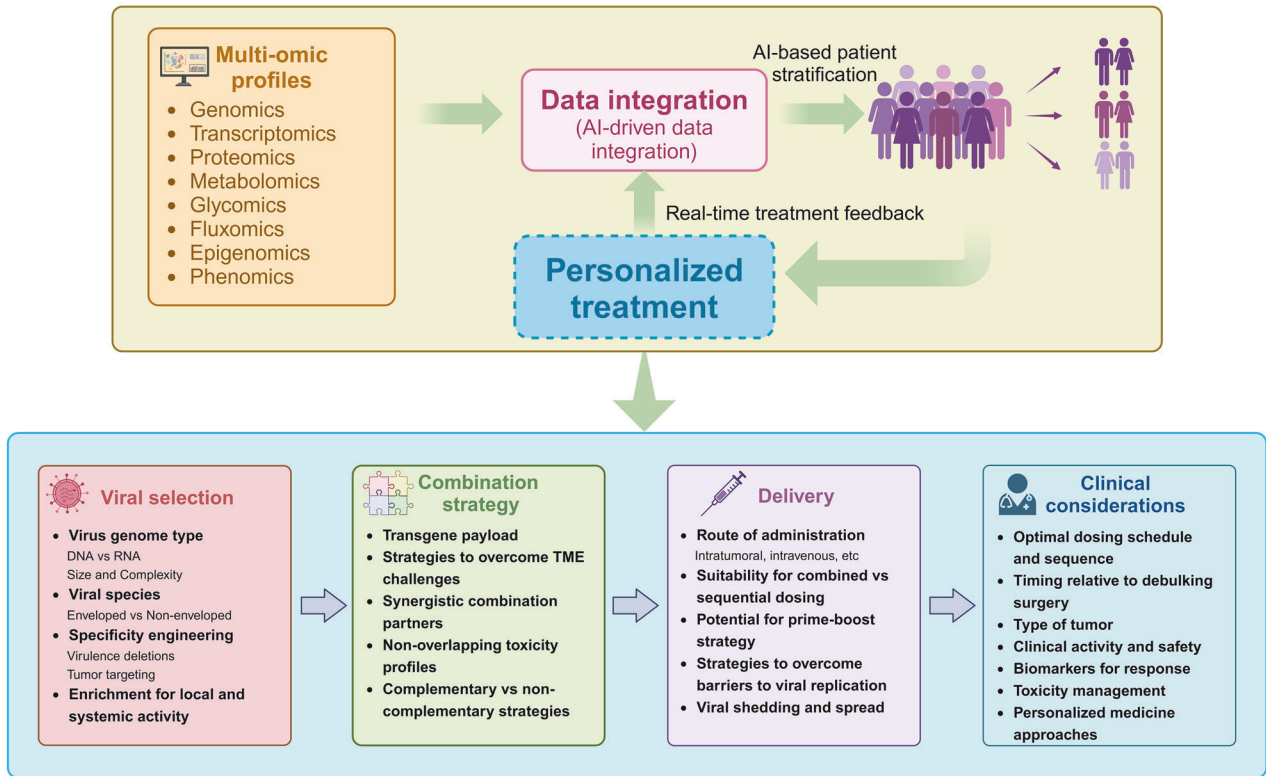 Multi-omic
profiles
• Genomics
• Transcriptomics
• Proteomics
• Metabolomics
• Glycomics
• Fluxomics
• Epigenomics
• Phenomics
Data integration
(AI-driven data
integration)
AI-based patient
stratification
Real-time treatment feedback
Personalized
treatment
Viral selection
• Virus genome type
DNA vs RNA
Size and Complexity
• Viral species
Enveloped vs Non-enveloped
• Specificity engineering
Virulence deletions
Tumor targeting
• Enrichment for local and
systemic activity
Combination
strategy
• Transgene payload
• Strategies to overcome TME
challenges
• Synergistic combination
partners
• Non-overlapping toxicity
profiles
• Complementary vs non-
complementary strategies
Delivery
• Route of administration
Intratumoral, intravenous, etc
• Suitability for combined vs
sequential dosing
• Potential for prime-boost
strategy
• Strategies to overcome
barriers to viral replication
• Viral shedding and spread
Clinical
considerations
• Optimal dosing schedule
and sequence
• Timing relative to debulking
surgery
• Type of tumor
• Clinical activity and safety
• Biomarkers for response
• Toxicity management
• Personalized medicine
approaches